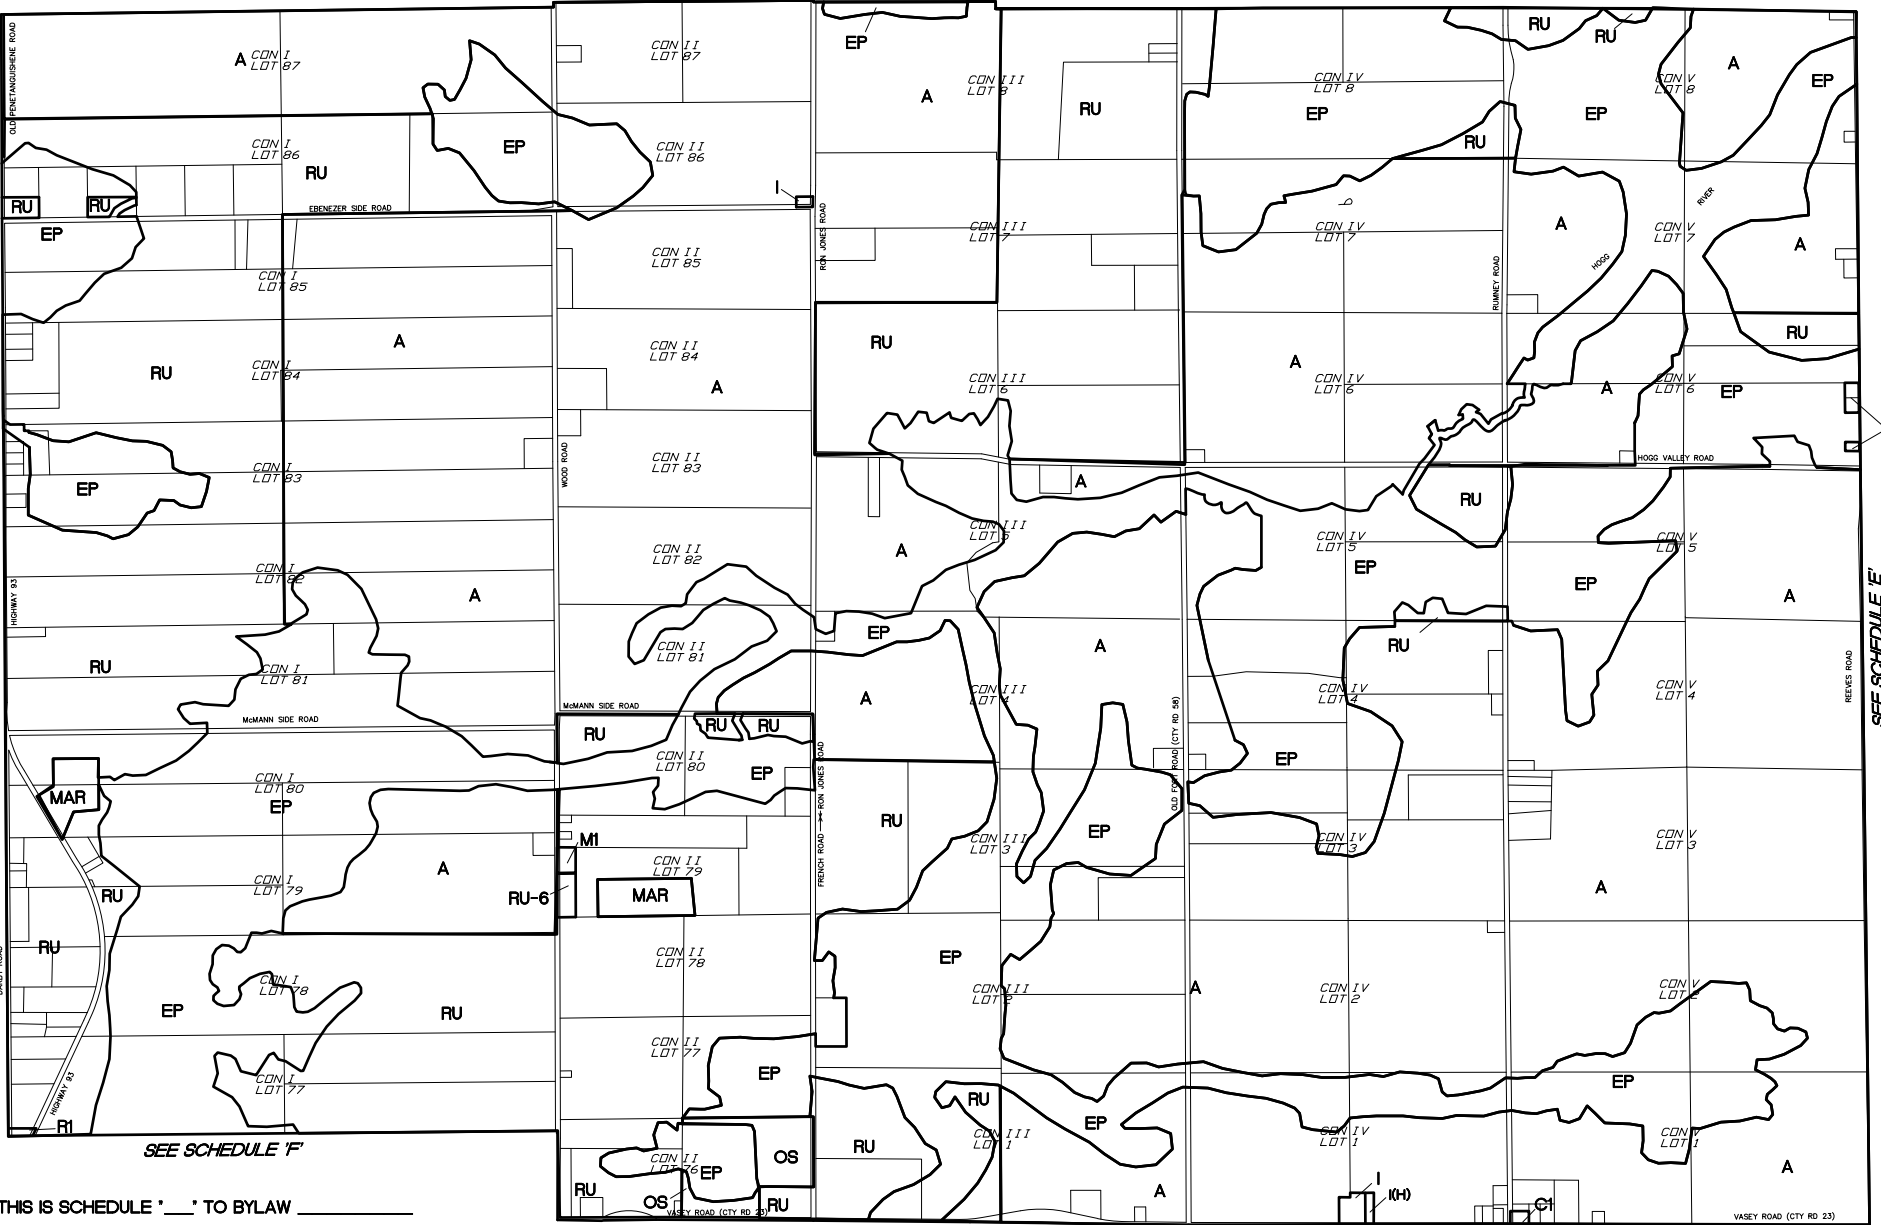 OLD PENETANGUISHENE ROAD
A
CON I
LOT 87
CON II
LOT 87
EP
A
CON III
LOT 8
RU
CON IV
LOT 8
EP
RU
RU
RU
EP
CON V
LOT 8
A
EP
CON I
LOT 86
RU
EP
CON II
LOT 86
I
RU
RU
EP
EBENEZER SIDE ROAD
RON JONES ROAD
CON III
LOT 7
CON IV
LOT 7
A
HOGG
RIVER
CON V
LOT 7
A
CON I
LOT 85
CON II
LOT 85
RUMNEY ROAD
RU
A
CON I
LOT 84
CON II
LOT 84
A
RU
CON III
LOT 6
A
CON IV
LOT 6
A
CON V
LOT 6
EP
RU
EP
CON I
LOT 83
WOOD ROAD
CON II
LOT 83
A
HOGG VALLEY ROAD
RU
HIGHWAY 93
CON I
LOT 82
A
CON II
LOT 82
A
CON III
LOT 5
CON IV
LOT 5
EP
EP
CON V
LOT 5
A
SEE SCHEDULE 'E'
RU
CON I
LOT 81
CON II
LOT 81
EP
A
RU
A
CON III
LOT 4
CON IV
LOT 4
CON V
LOT 4
REEVES ROAD
McMANN SIDE ROAD
McMANN SIDE ROAD
RU
RU
RU
OLD FORT ROAD (CTY RD 58)
MAR
CON I
LOT 80
EP
CON II
LOT 80
EP
EP
FRENCH ROAD
RON JONES ROAD
RU
CON III
LOT 3
EP
CON IV
LOT 3
CON V
LOT 3
A
M1
RU
CON I
LOT 79
A
RU-6
CON II
LOT 79
MAR
RU
EP
CON I
LOT 78
RU
CON II
LOT 78
EP
CON III
LOT 2
A
CON IV
LOT 2
CON V
LOT 2
HIGHWAY 93
CON I
LOT 77
CON II
LOT 77
EP
RU
EP
EP
R1
SEE SCHEDULE 'F'
CON II
LOT 76
EP
OS
RU
CON III
LOT 1
CON IV
LOT 1
CON V
LOT 1
A
A
RU
OS
RU
I
I(H)
C1
VASEY ROAD (CTY RD 23)
VASEY ROAD (CTY RD 23)
THIS IS SCHEDULE "___" TO BYLAW ____________